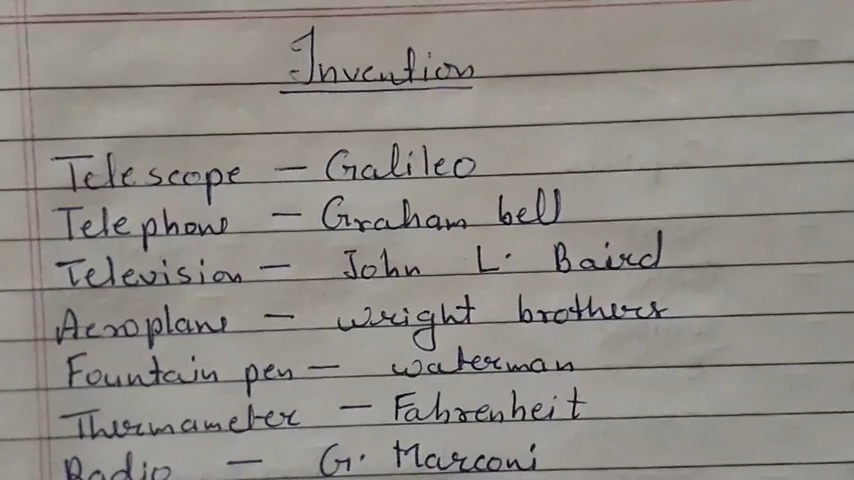 Invention
Telescope - Galileo
Telephone - Graham bell
Television - John L. Baird
Aeroplane - wright brothers
Fountain pen - waterman
Thermameter - Fahrenheit
Radio - G. Marconi